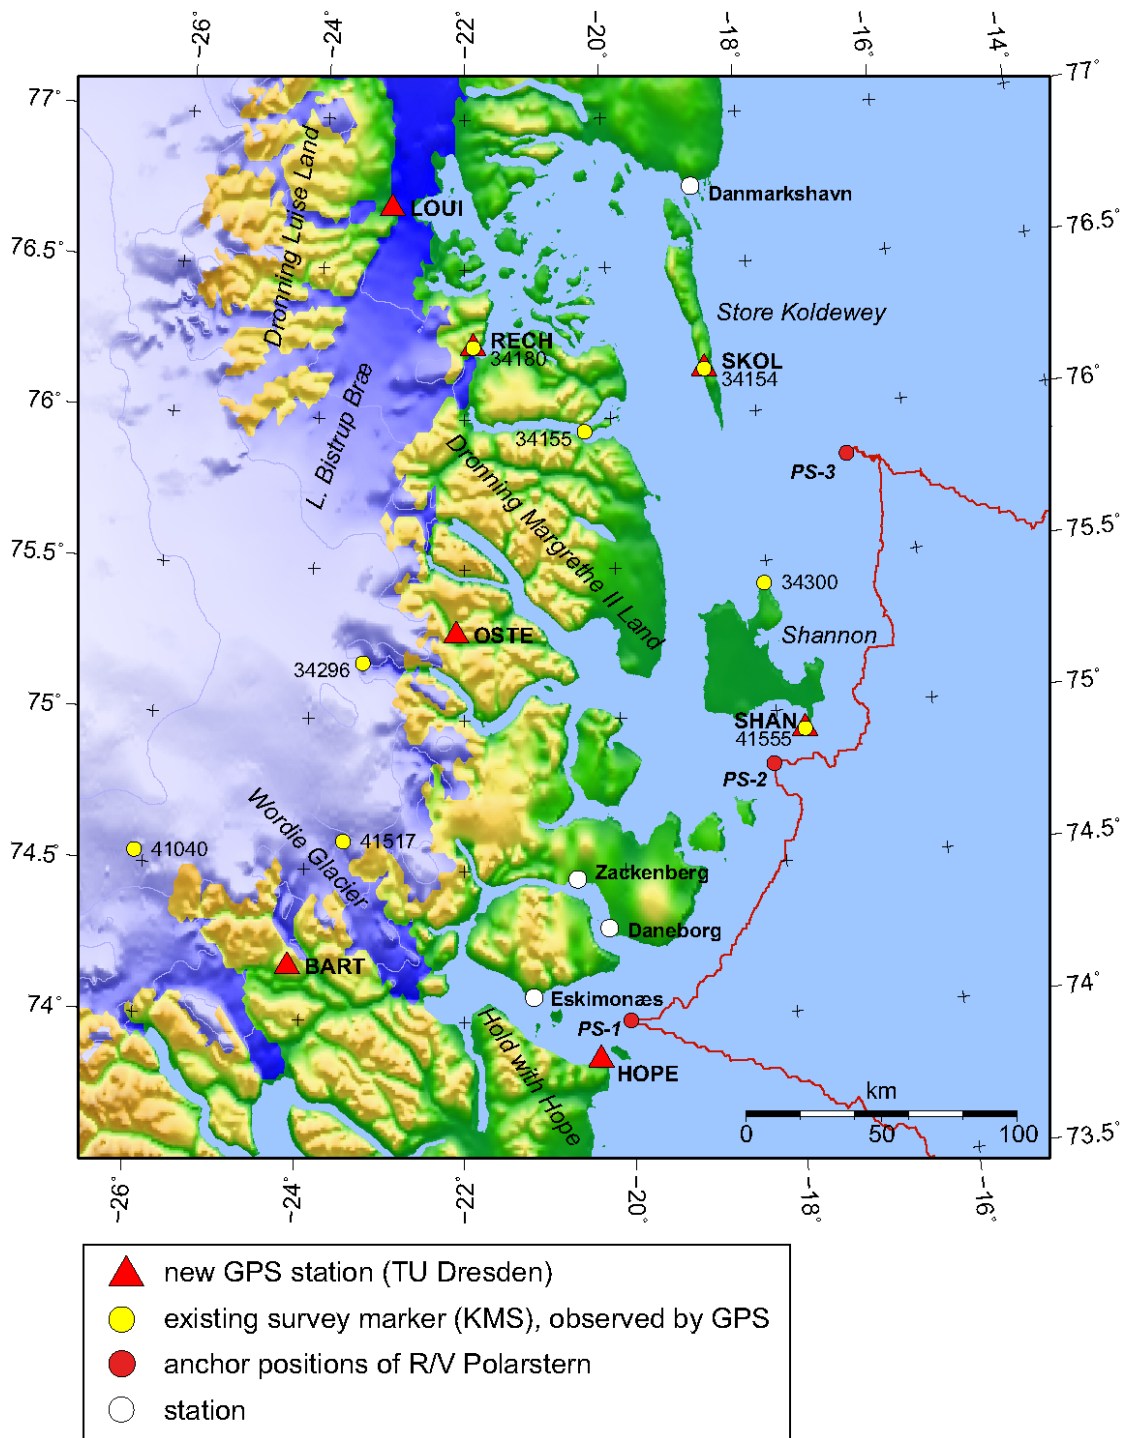 −26°
−24°
−22°
−20°
−18°
−16°
−14°
77°
77°
Dronning Luise Land
LOUI
Danmarkshavn
76.5°
76.5°
Store Koldewey
RECH
34180
SKOL
34154
76°
76°
L. Bistrup Bræ
34155
Dronning Margrethe II Land
PS-3
75.5°
75.5°
34300
OSTE
Shannon
34296
75°
75°
SHAN
41555
PS-2
Wordie Glacier
41040
41517
74.5°
74.5°
Zackenberg
Daneborg
BART
Eskimonæs
74°
74°
PS-1
Hold with Hope
HOPE
km
0
50
100
73.5°
−26°
−24°
−22°
−20°
−18°
−16°
new GPS station (TU Dresden)
existing survey marker (KMS), observed by GPS
anchor positions of R/V Polarstern
station